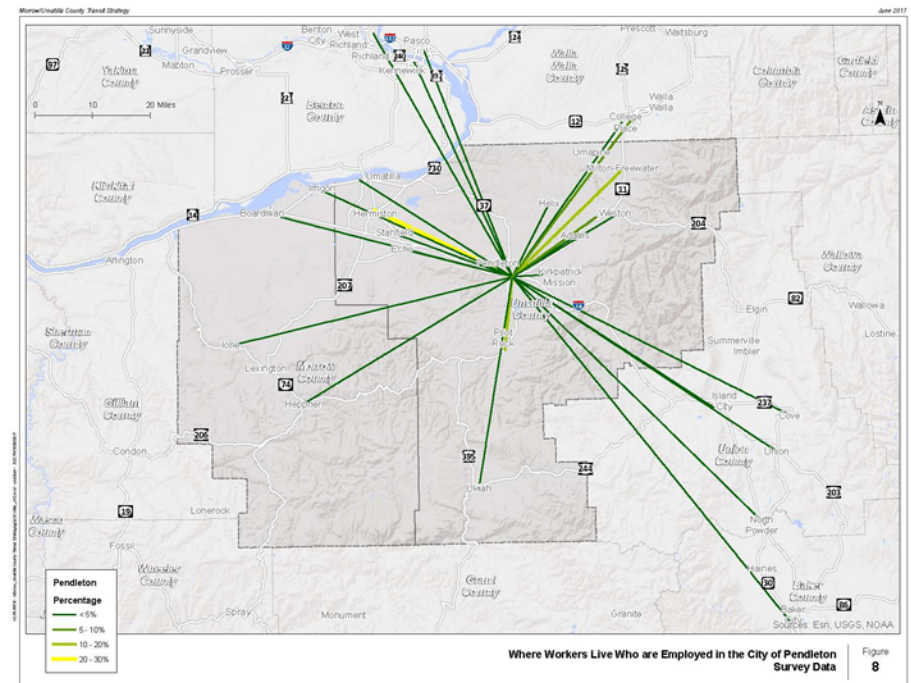 Morrow/Umatilla County Transit Strategy
June 2017
Sunnyside
Benton City
West Richland
Pasco
24
Prescott
Waitsburg
22
Grandview
82
Richland
240
Walla Walla County
97
Mabton
Prosser
Kennewick
Columbia County
Garfield County
Yakima County
0 10 20 Miles
Benton County
Walla Walla
12
College Place
N
Umapine
Milton-Freewater
730
Umatilla
11
Klickitat County
Irrigon
37
Helix
14
Boardman
Hermiston
Weston
204
Stanfield
Adams
Arlington
Echo
Pendleton
Wallowa County
Kirkpatrick
Mission
207
82
Umatilla County
84
Elgin
Wallowa
Sherman County
Pilot Rock
Summerville
Imbler
Lostine
Ione
Lexington
Morrow County
74
Island City
237
Heppner
Cove
Gilliam County
206
Condon
395
Union County
Union
244
Ukiah
203
19
Lonerock
North Powder
Wasco County
Fossil
Wheeler County
Haines
30
Baker County
Grant County
86
Spray
Monument
Granite
Baker City
Sources: Esri, USGS, NOAA
Pendleton
Percentage
<5%
5 - 10%
10 - 20%
20 - 30%
Where Workers Live Who are Employed in the City of Pendleton
Survey Data
Figure
8